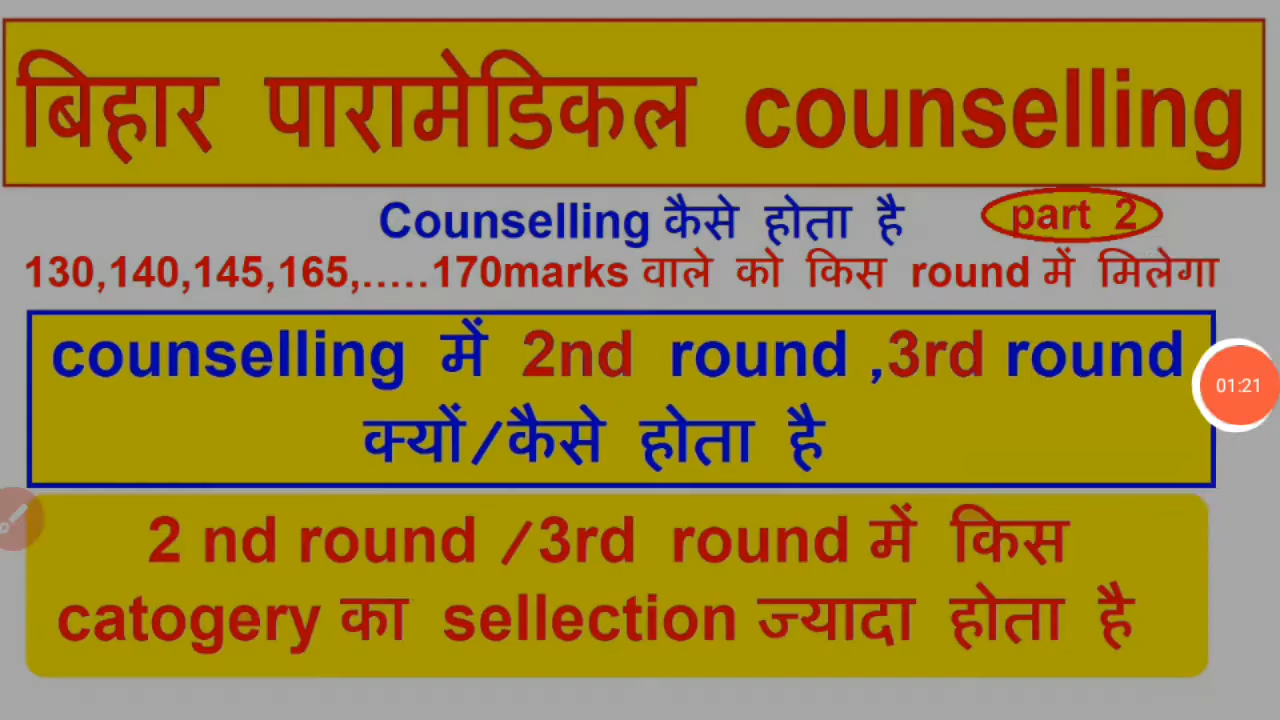 बिहार पारामेडिकल counselling
Counselling कैसे होता है part 2
130,140,145,165,.....170marks वाले को किस round में मिलेगा
counselling में 2nd round ,3rd round
क्यों/कैसे होता है
01:21
2 nd round /3rd round में किस
catogery का sellection ज्यादा होता है